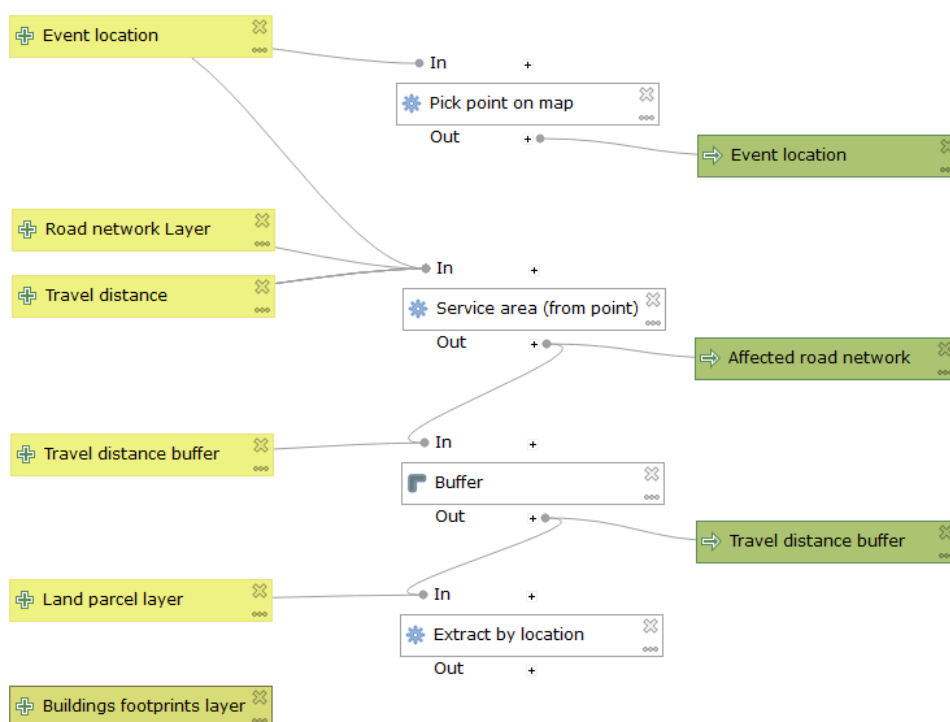 Event location
In
Pick point on map
Out
Event location
Road network Layer
Travel distance
In
Service area (from point)
Out
Affected road network
Travel distance buffer
In
Buffer
Out
Travel distance buffer
Land parcel layer
In
Extract by location
Out
Buildings footprints layer